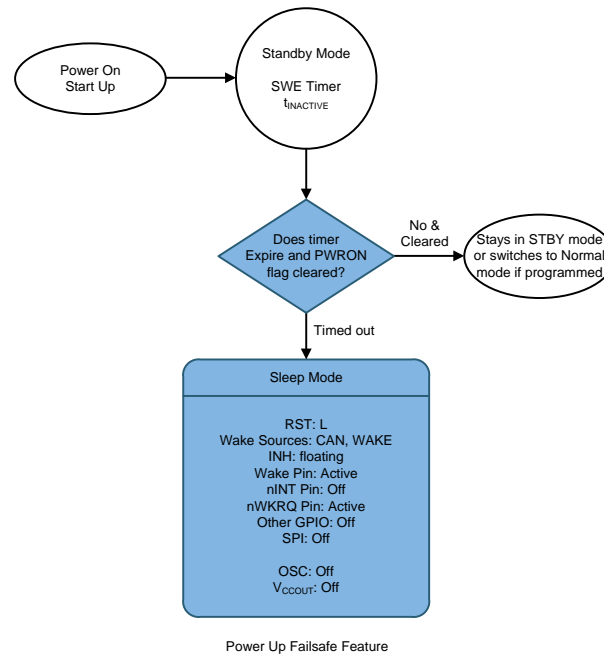 Power On
Start Up
Standby Mode
SWE Timer
tINACTIVE
Does timer
Expire and PWRON
flag cleared?
No &
Cleared
Stays in STBY mode
or switches to Normal
mode if programmed
Timed out
Sleep Mode
RST: L
Wake Sources: CAN, WAKE
INH: floating
Wake Pin: Active
nINT Pin: Off
nWKRQ Pin: Active
Other GPIO: Off
SPI: Off
OSC: Off
VCCOUT: Off
Power Up Failsafe Feature